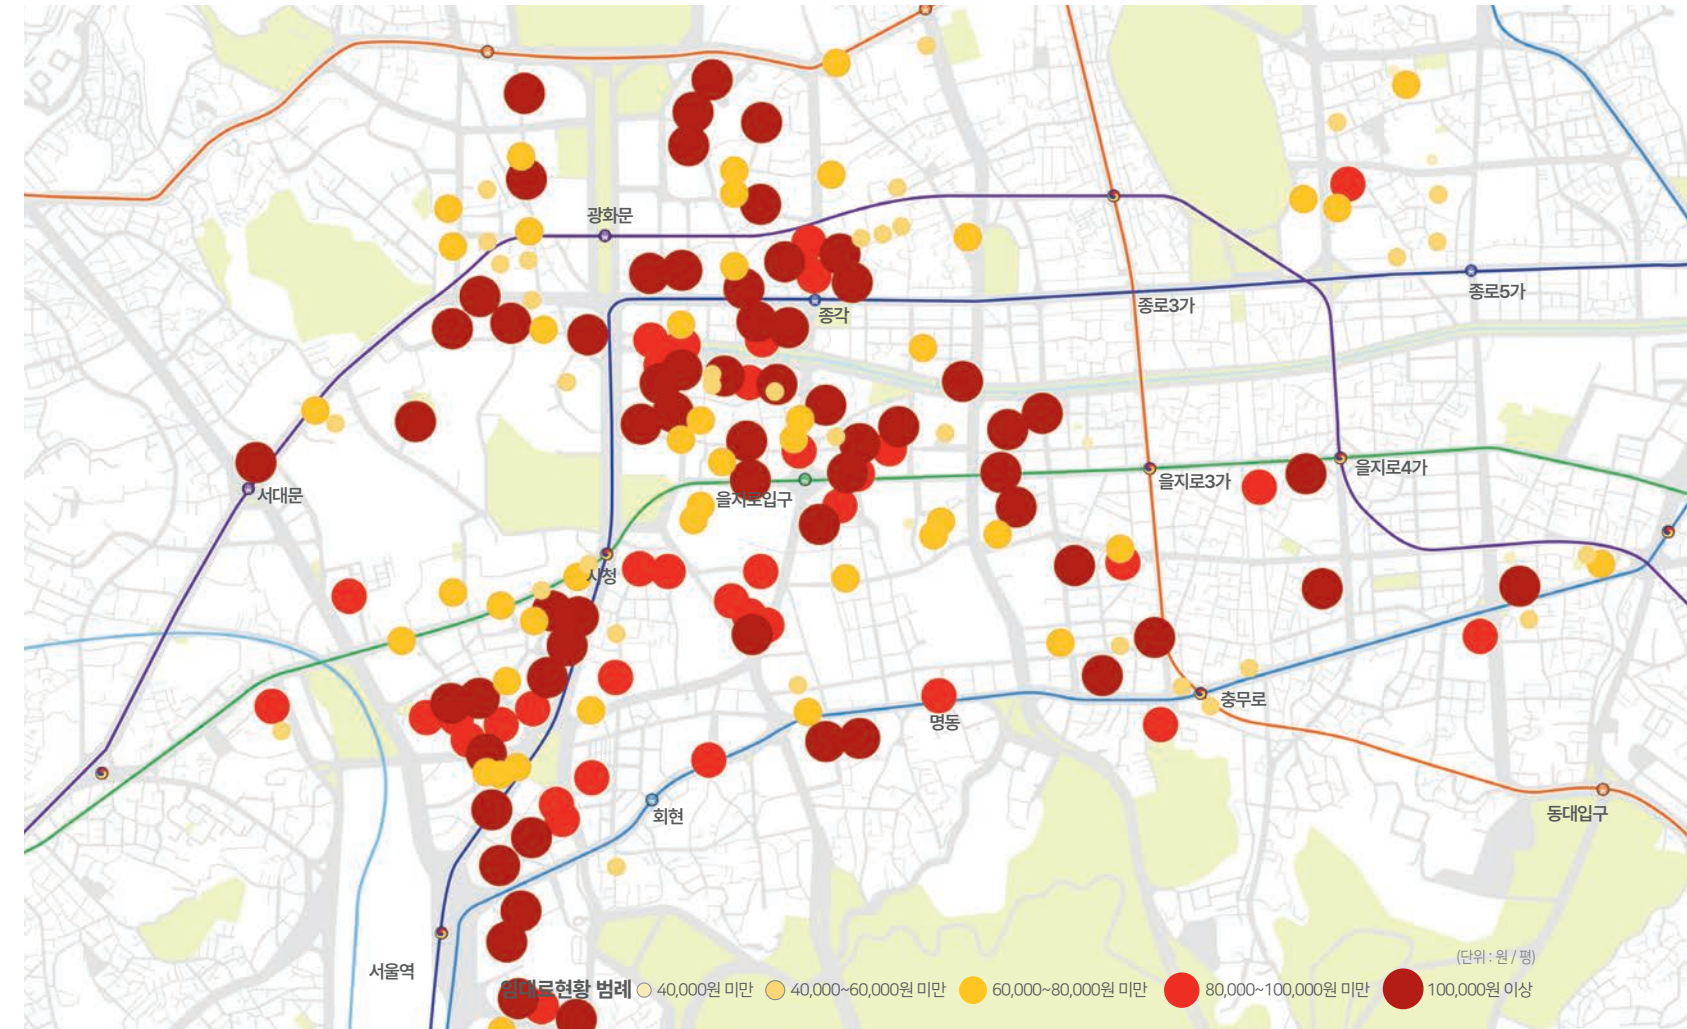 광화문
종각
종로3가
종로5가
서대문
을지로입구
을지로3가
을지로4가
시청
명동
충무로
회현
동대입구
서울역
(단위 : 원 / 평)
임대료현황 범례
40,000원 미만
40,000~60,000원 미만
60,000~80,000원 미만
80,000~100,000원 미만
100,000원 이상